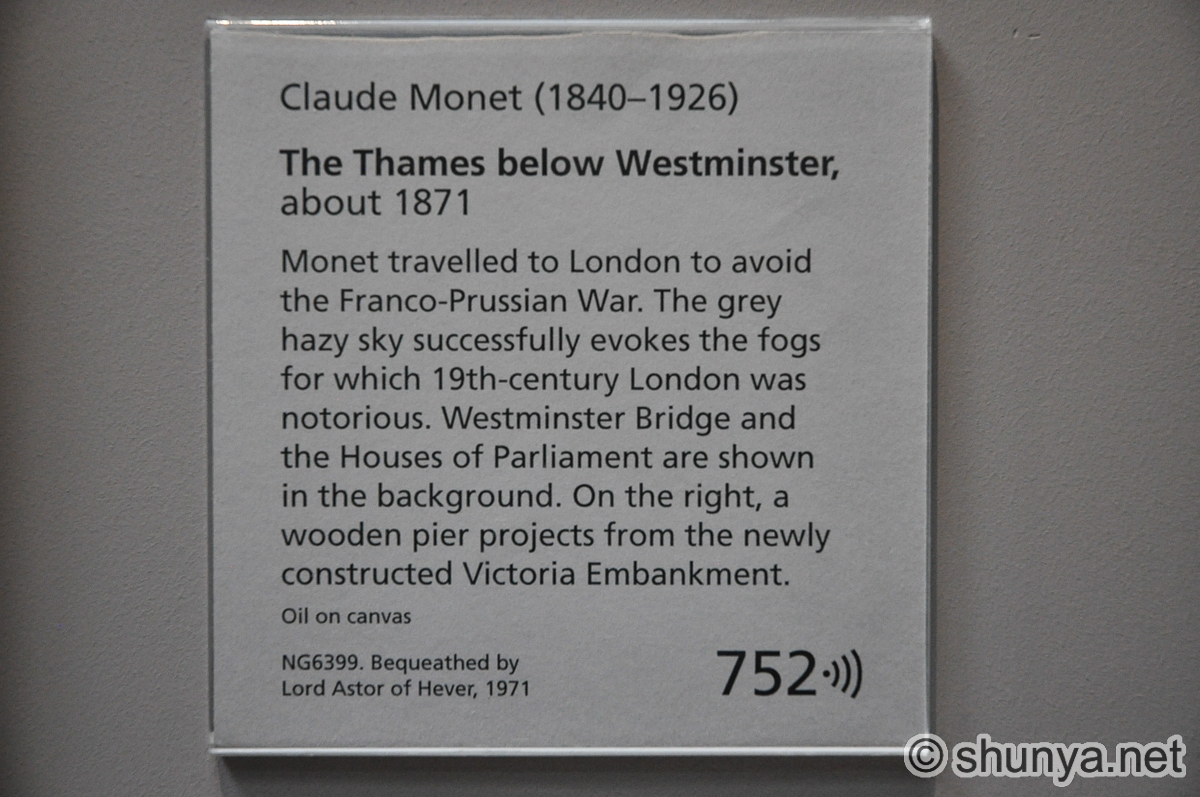 Claude Monet (1840–1926)
The Thames below Westminster,
about 1871
Monet travelled to London to avoid
the Franco-Prussian War. The grey
hazy sky successfully evokes the fogs
for which 19th-century London was
notorious. Westminster Bridge and
the Houses of Parliament are shown
in the background. On the right, a
wooden pier projects from the newly
constructed Victoria Embankment.
Oil on canvas
NG6399. Bequeathed by
Lord Astor of Hever, 1971
752
© shunya.net